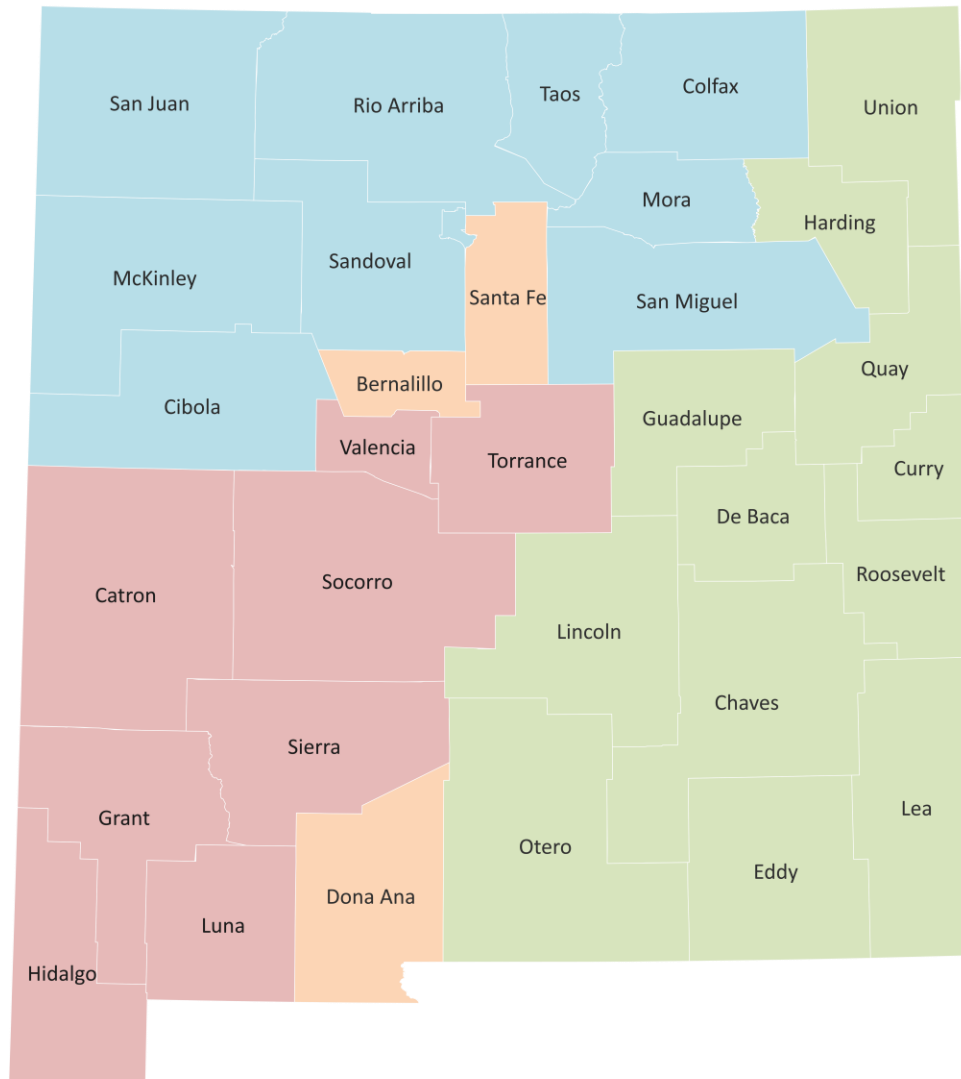 San Juan
Rio Arriba
Taos
Colfax
Union
Mora
Harding
McKinley
Sandoval
Santa Fe
San Miguel
Quay
Bernalillo
Cibola
Guadalupe
Valencia
Torrance
Curry
De Baca
Catron
Socorro
Roosevelt
Lincoln
Chaves
Sierra
Grant
Otero
Lea
Eddy
Dona Ana
Luna
Hidalgo